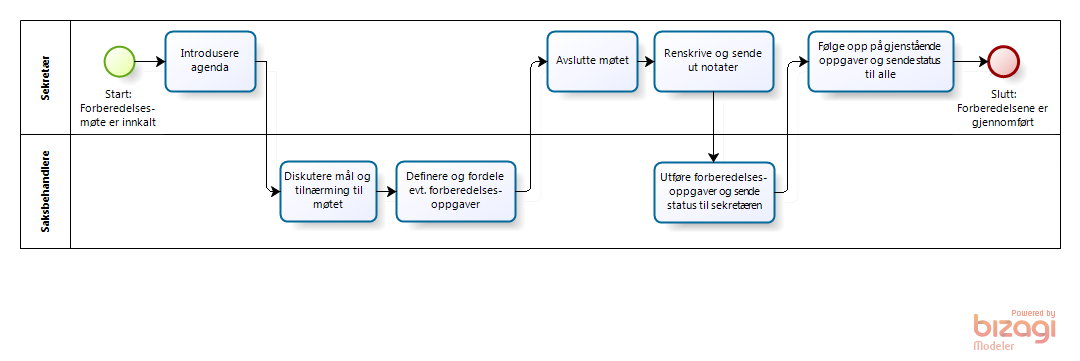 Sekretær
Start:
Forberedelses-
møte er innkalt
Introdusere
agenda
Avslutte møtet
Renskrive og sende
ut notater
Følge opp på gjenstående
oppgaver og sende status
til alle
Slutt:
Forberedelsene er
gjennomført
Saksbehandlere
Diskutere mål og
tilnærming til
møtet
Definere og fordele
evt. forberedelses-
oppgaver
Utføre forberedelses-
oppgaver og sende
status til sekretæren
Powered by
bizagi
Modeler